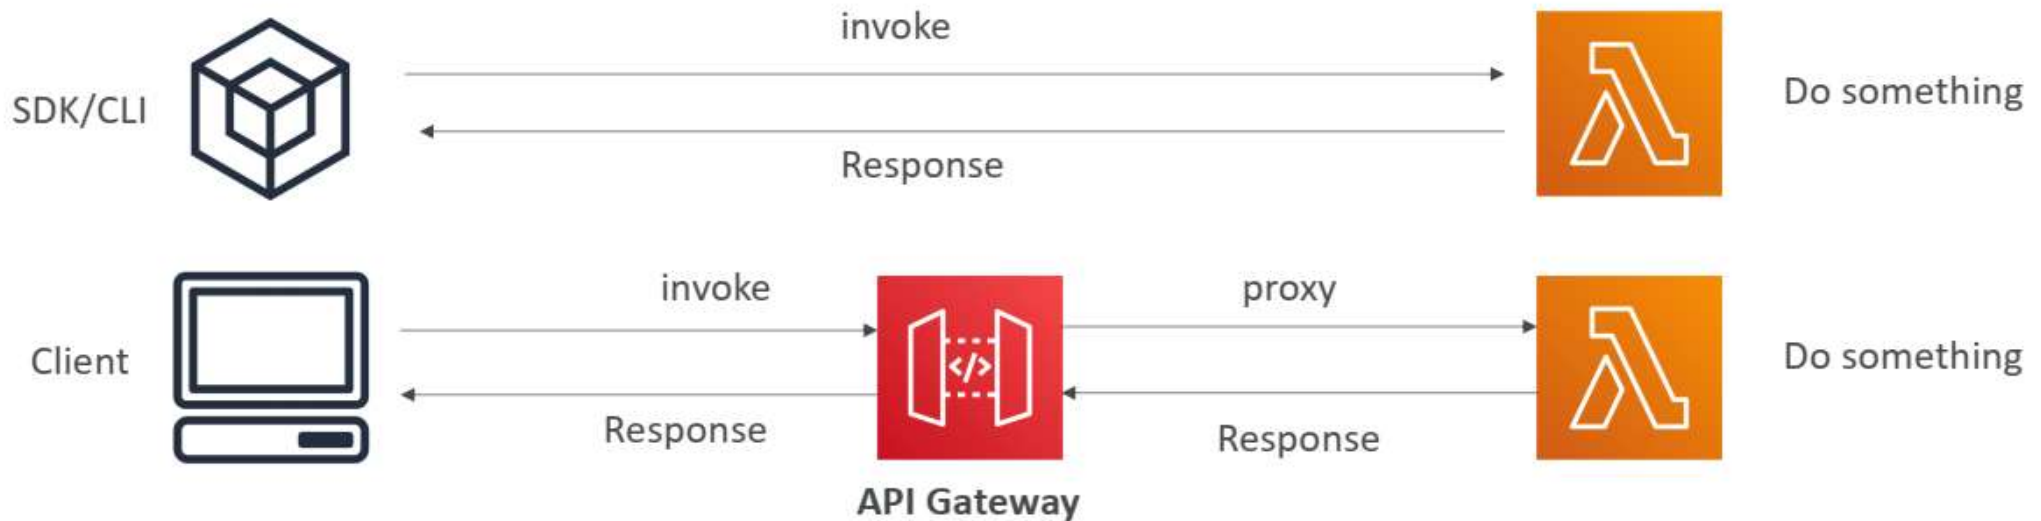 invoke
SDK/CLI
Do something
Response
invoke
proxy
Client
</>
Do something
Response
Response
API Gateway